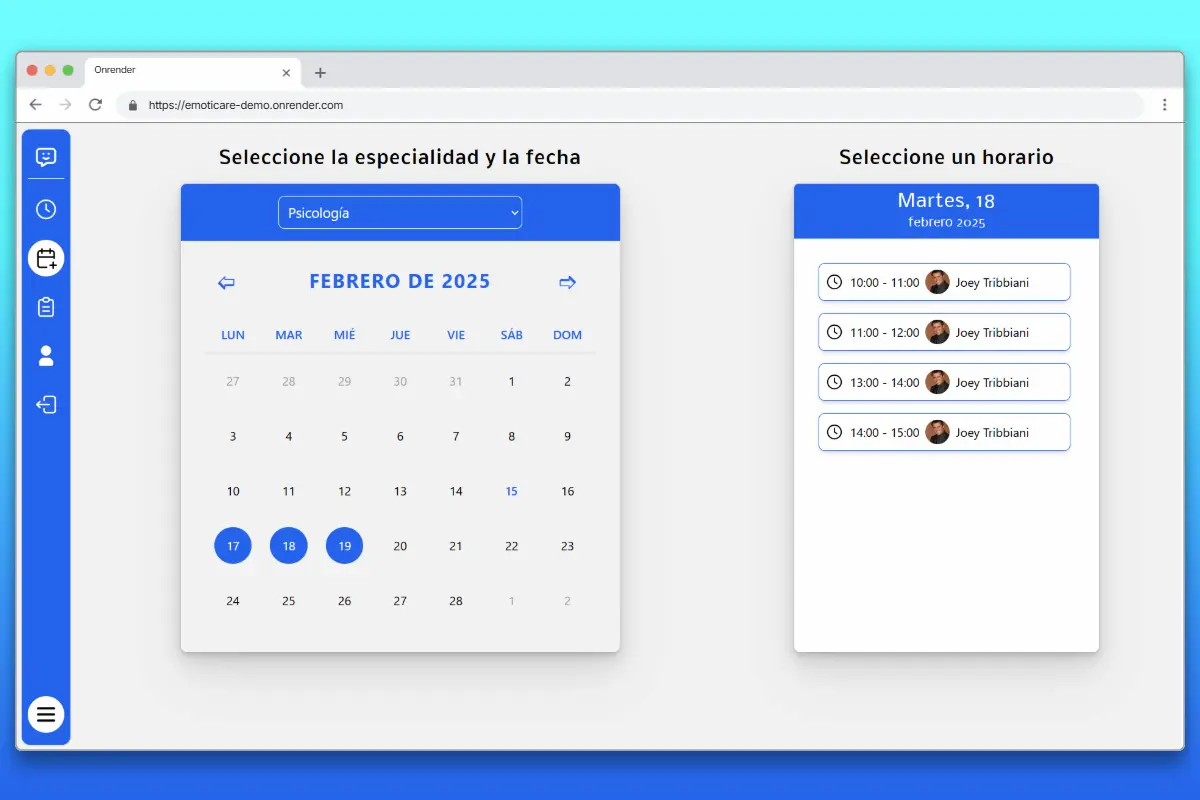 Onrender
https://emoticare-demo.onrender.com
Seleccione la especialidad y la fecha
Psicología
FEBRERO DE 2025
LUN MAR MIÉ JUE VIE SÁB DOM
27 28 29 30 31 1 2
3 4 5 6 7 8 9
10 11 12 13 14 15 16
17 18 19 20 21 22 23
24 25 26 27 28 1 2
Seleccione un horario
Martes, 18
febrero 2025
10:00 - 11:00 Joey Tribbiani
11:00 - 12:00 Joey Tribbiani
13:00 - 14:00 Joey Tribbiani
14:00 - 15:00 Joey Tribbiani